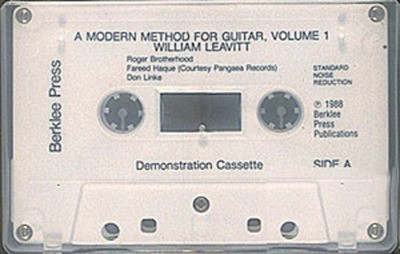 A MODERN METHOD FOR GUITAR, VOLUME 1
WILLIAM LEAVITT
Roger Brotherhood
Fareed Haque (Courtesy Pangaea Records)
Don Linke
STANDARD
NOISE
REDUCTION
Berklee Press
℗ 1988
Berklee
Press
Publications
Demonstration Cassette
SIDE A